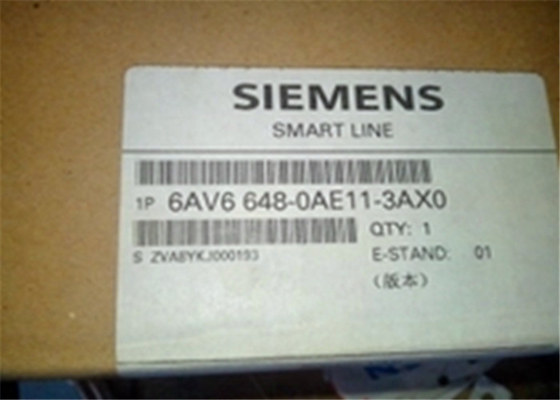 SIEMENS
SMART LINE
1P 6AV6 648-0AE11-3AX0
QTY: 1
S ZVA8YKJ000193
E-STAND: 01
(版本)